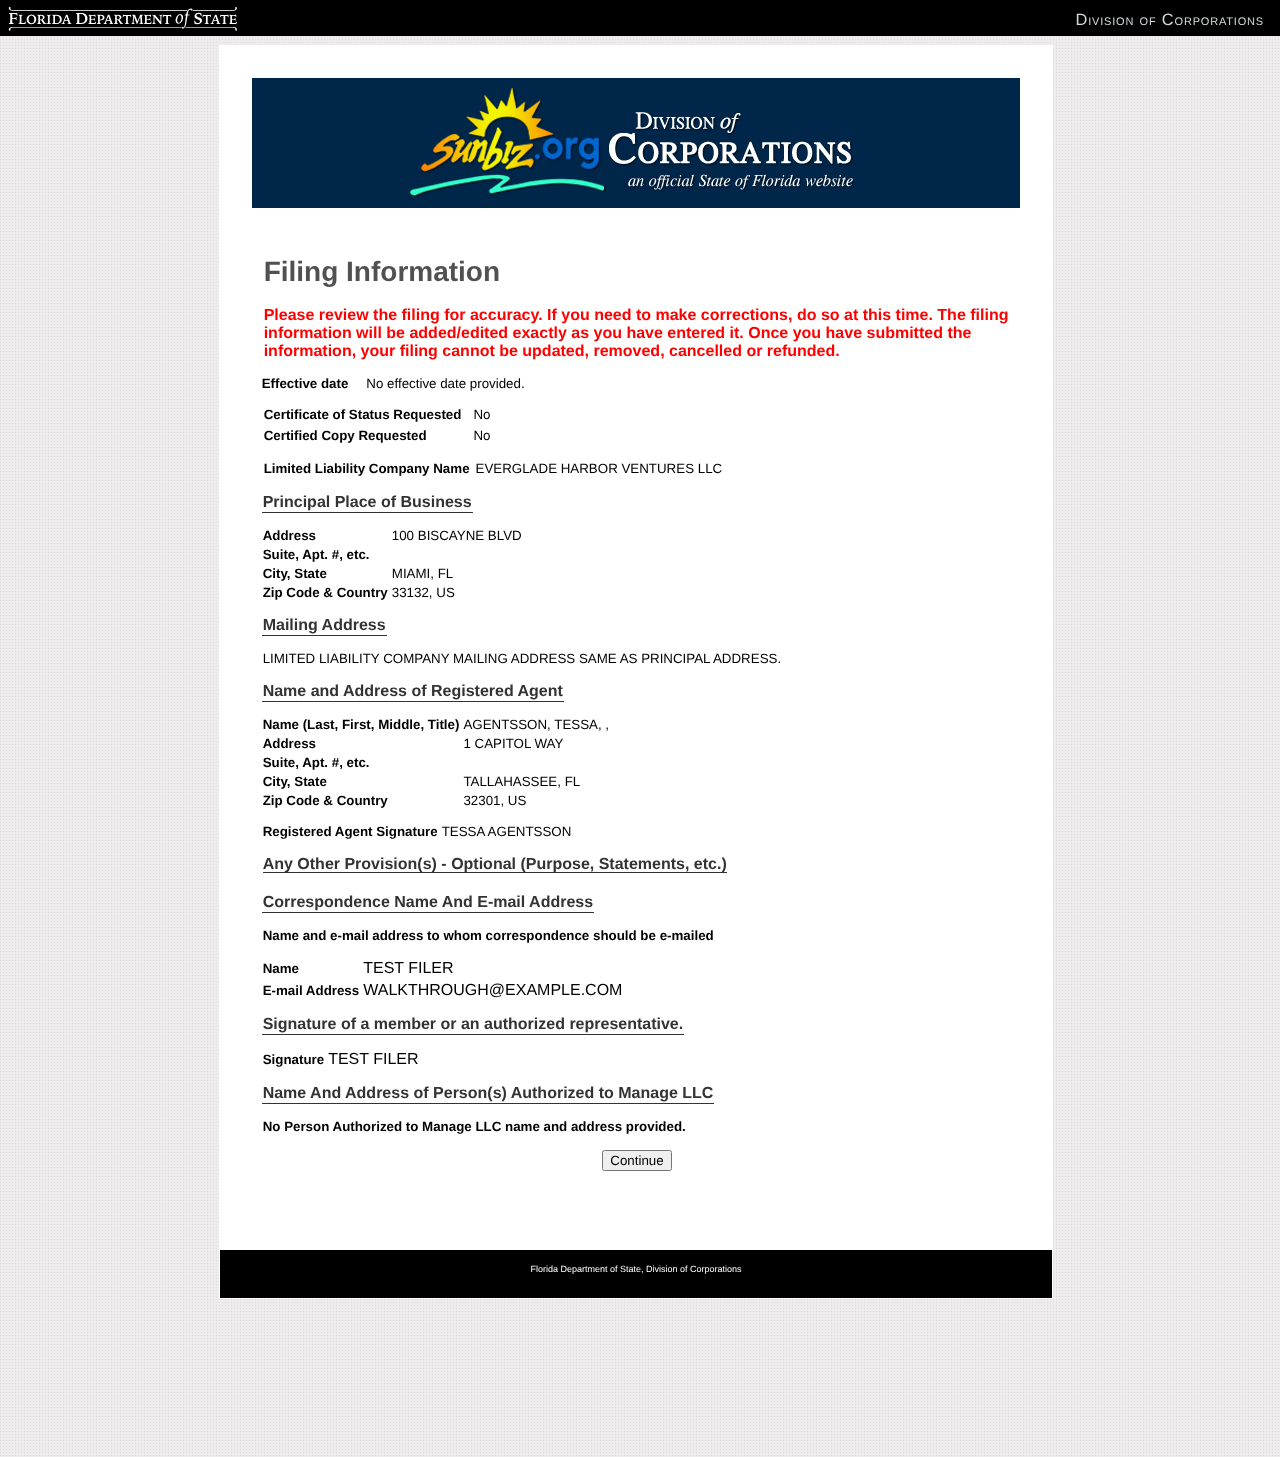 Florida Department of State
Division of Corporations
Sunbiz.org
Division of
Corporations
an official State of Florida website
Filing Information
Please review the filing for accuracy. If you need to make corrections, do so at this time. The filing
information will be added/edited exactly as you have entered it. Once you have submitted the
information, your filing cannot be updated, removed, cancelled or refunded.
Effective date No effective date provided.
Certificate of Status Requested No
Certified Copy Requested No
Limited Liability Company Name EVERGLADE HARBOR VENTURES LLC
Principal Place of Business
Address 100 BISCAYNE BLVD
Suite, Apt. #, etc.
City, State MIAMI, FL
Zip Code & Country 33132, US
Mailing Address
LIMITED LIABILITY COMPANY MAILING ADDRESS SAME AS PRINCIPAL ADDRESS.
Name and Address of Registered Agent
Name (Last, First, Middle, Title) AGENTSSON, TESSA, ,
Address 1 CAPITOL WAY
Suite, Apt. #, etc.
City, State TALLAHASSEE, FL
Zip Code & Country 32301, US
Registered Agent Signature TESSA AGENTSSON
Any Other Provision(s) - Optional (Purpose, Statements, etc.)
Correspondence Name And E-mail Address
Name and e-mail address to whom correspondence should be e-mailed
Name TEST FILER
E-mail Address WALKTHROUGH@EXAMPLE.COM
Signature of a member or an authorized representative.
Signature TEST FILER
Name And Address of Person(s) Authorized to Manage LLC
No Person Authorized to Manage LLC name and address provided.
Continue
Florida Department of State, Division of Corporations